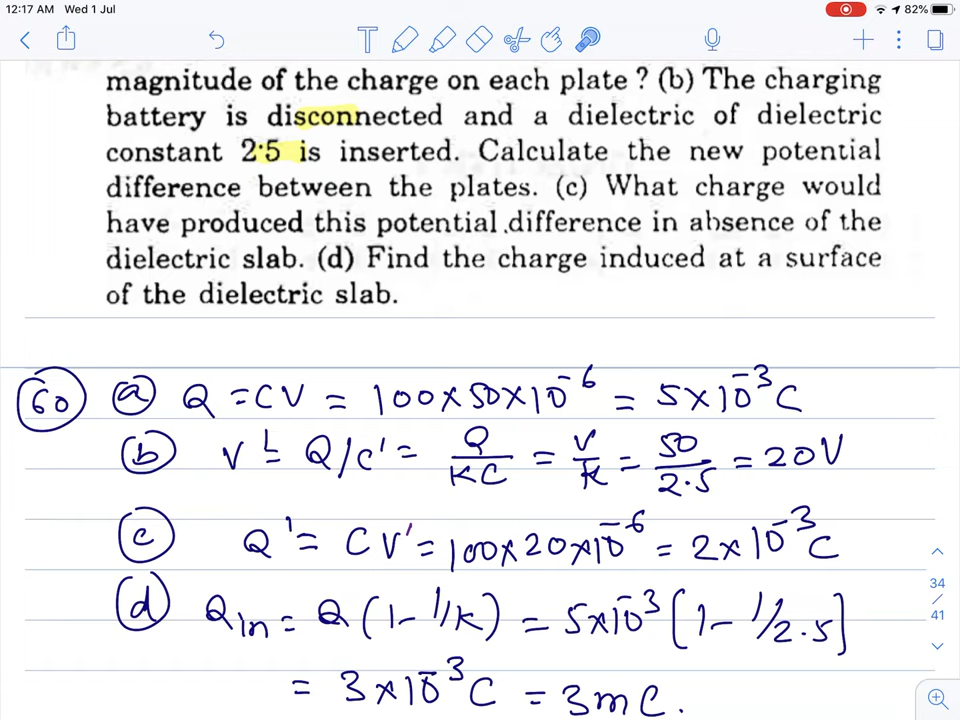 12:17 AM Wed 1 Jul 82%
magnitude of the charge on each plate ? (b) The charging
battery is disconnected and a dielectric of dielectric
constant 2·5 is inserted. Calculate the new potential
difference between the plates. (c) What charge would
have produced this potential difference in absence of the
dielectric slab. (d) Find the charge induced at a surface
of the dielectric slab.
60 (a) Q = CV = 100 × 50 × 10⁻⁶ = 5 × 10⁻³ C
(b) V' = Q/C' = Q/KC = V/K = 50/2.5 = 20V
(c) Q' = CV' = 100 × 20 × 10⁻⁶ = 2 × 10⁻³ C
(d) Qin = Q (1 - 1/K) = 5 × 10⁻³ [1 - 1/2.5]
= 3 × 10⁻³ C = 3 mC.
34
/
41